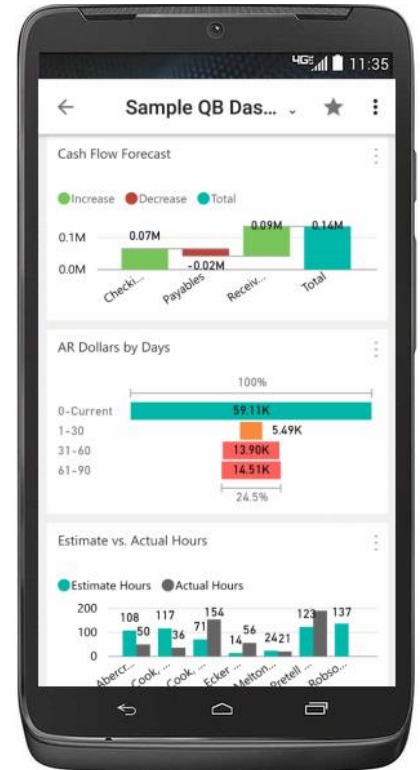 4G 11:35
Sample QB Das...
Cash Flow Forecast
Increase Decrease Total
0.1M 0.07M 0.09M 0.14M
0.0M -0.02M
Checki... Payables Receiv... Total
AR Dollars by Days
100%
0-Current 59.11K
1-30 5.49K
31-60 13.90K
61-90 14.51K
24.5%
Estimate vs. Actual Hours
Estimate Hours Actual Hours
200 108 117 154 123 137
100 50 36 71 14 56 24 21
0
Abercr... Cook, ... Cook, ... Ecker ... Melton... Pretell ... Robso...